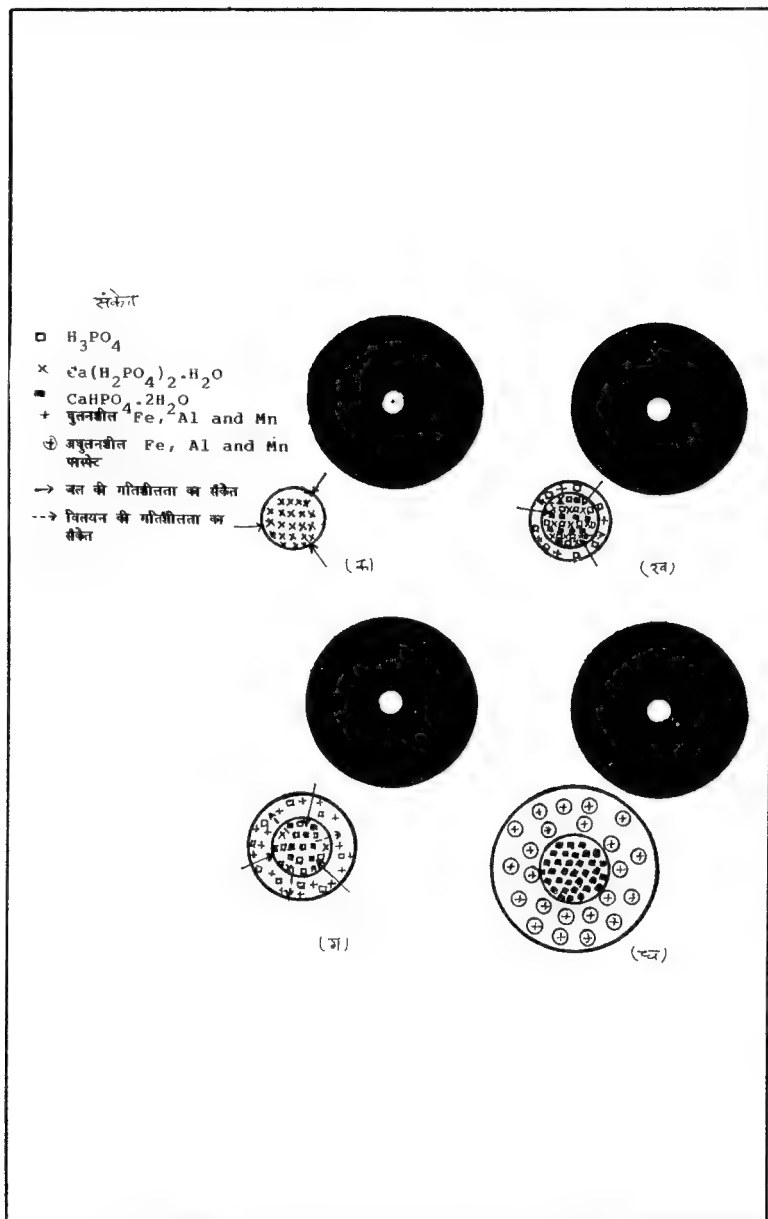 संकेत
H3PO4
Ca(H2PO4)2.H2O
CaHPO4.2H2O
घुलनशील Fe, Al and Mn
अघुलनशील Fe, Al and Mn
फास्फेट
जल की गतिशीलता का संकेत
विलयन की गतिशीलता का
संकेत
(क)
(ख)
(ग)
(घ)